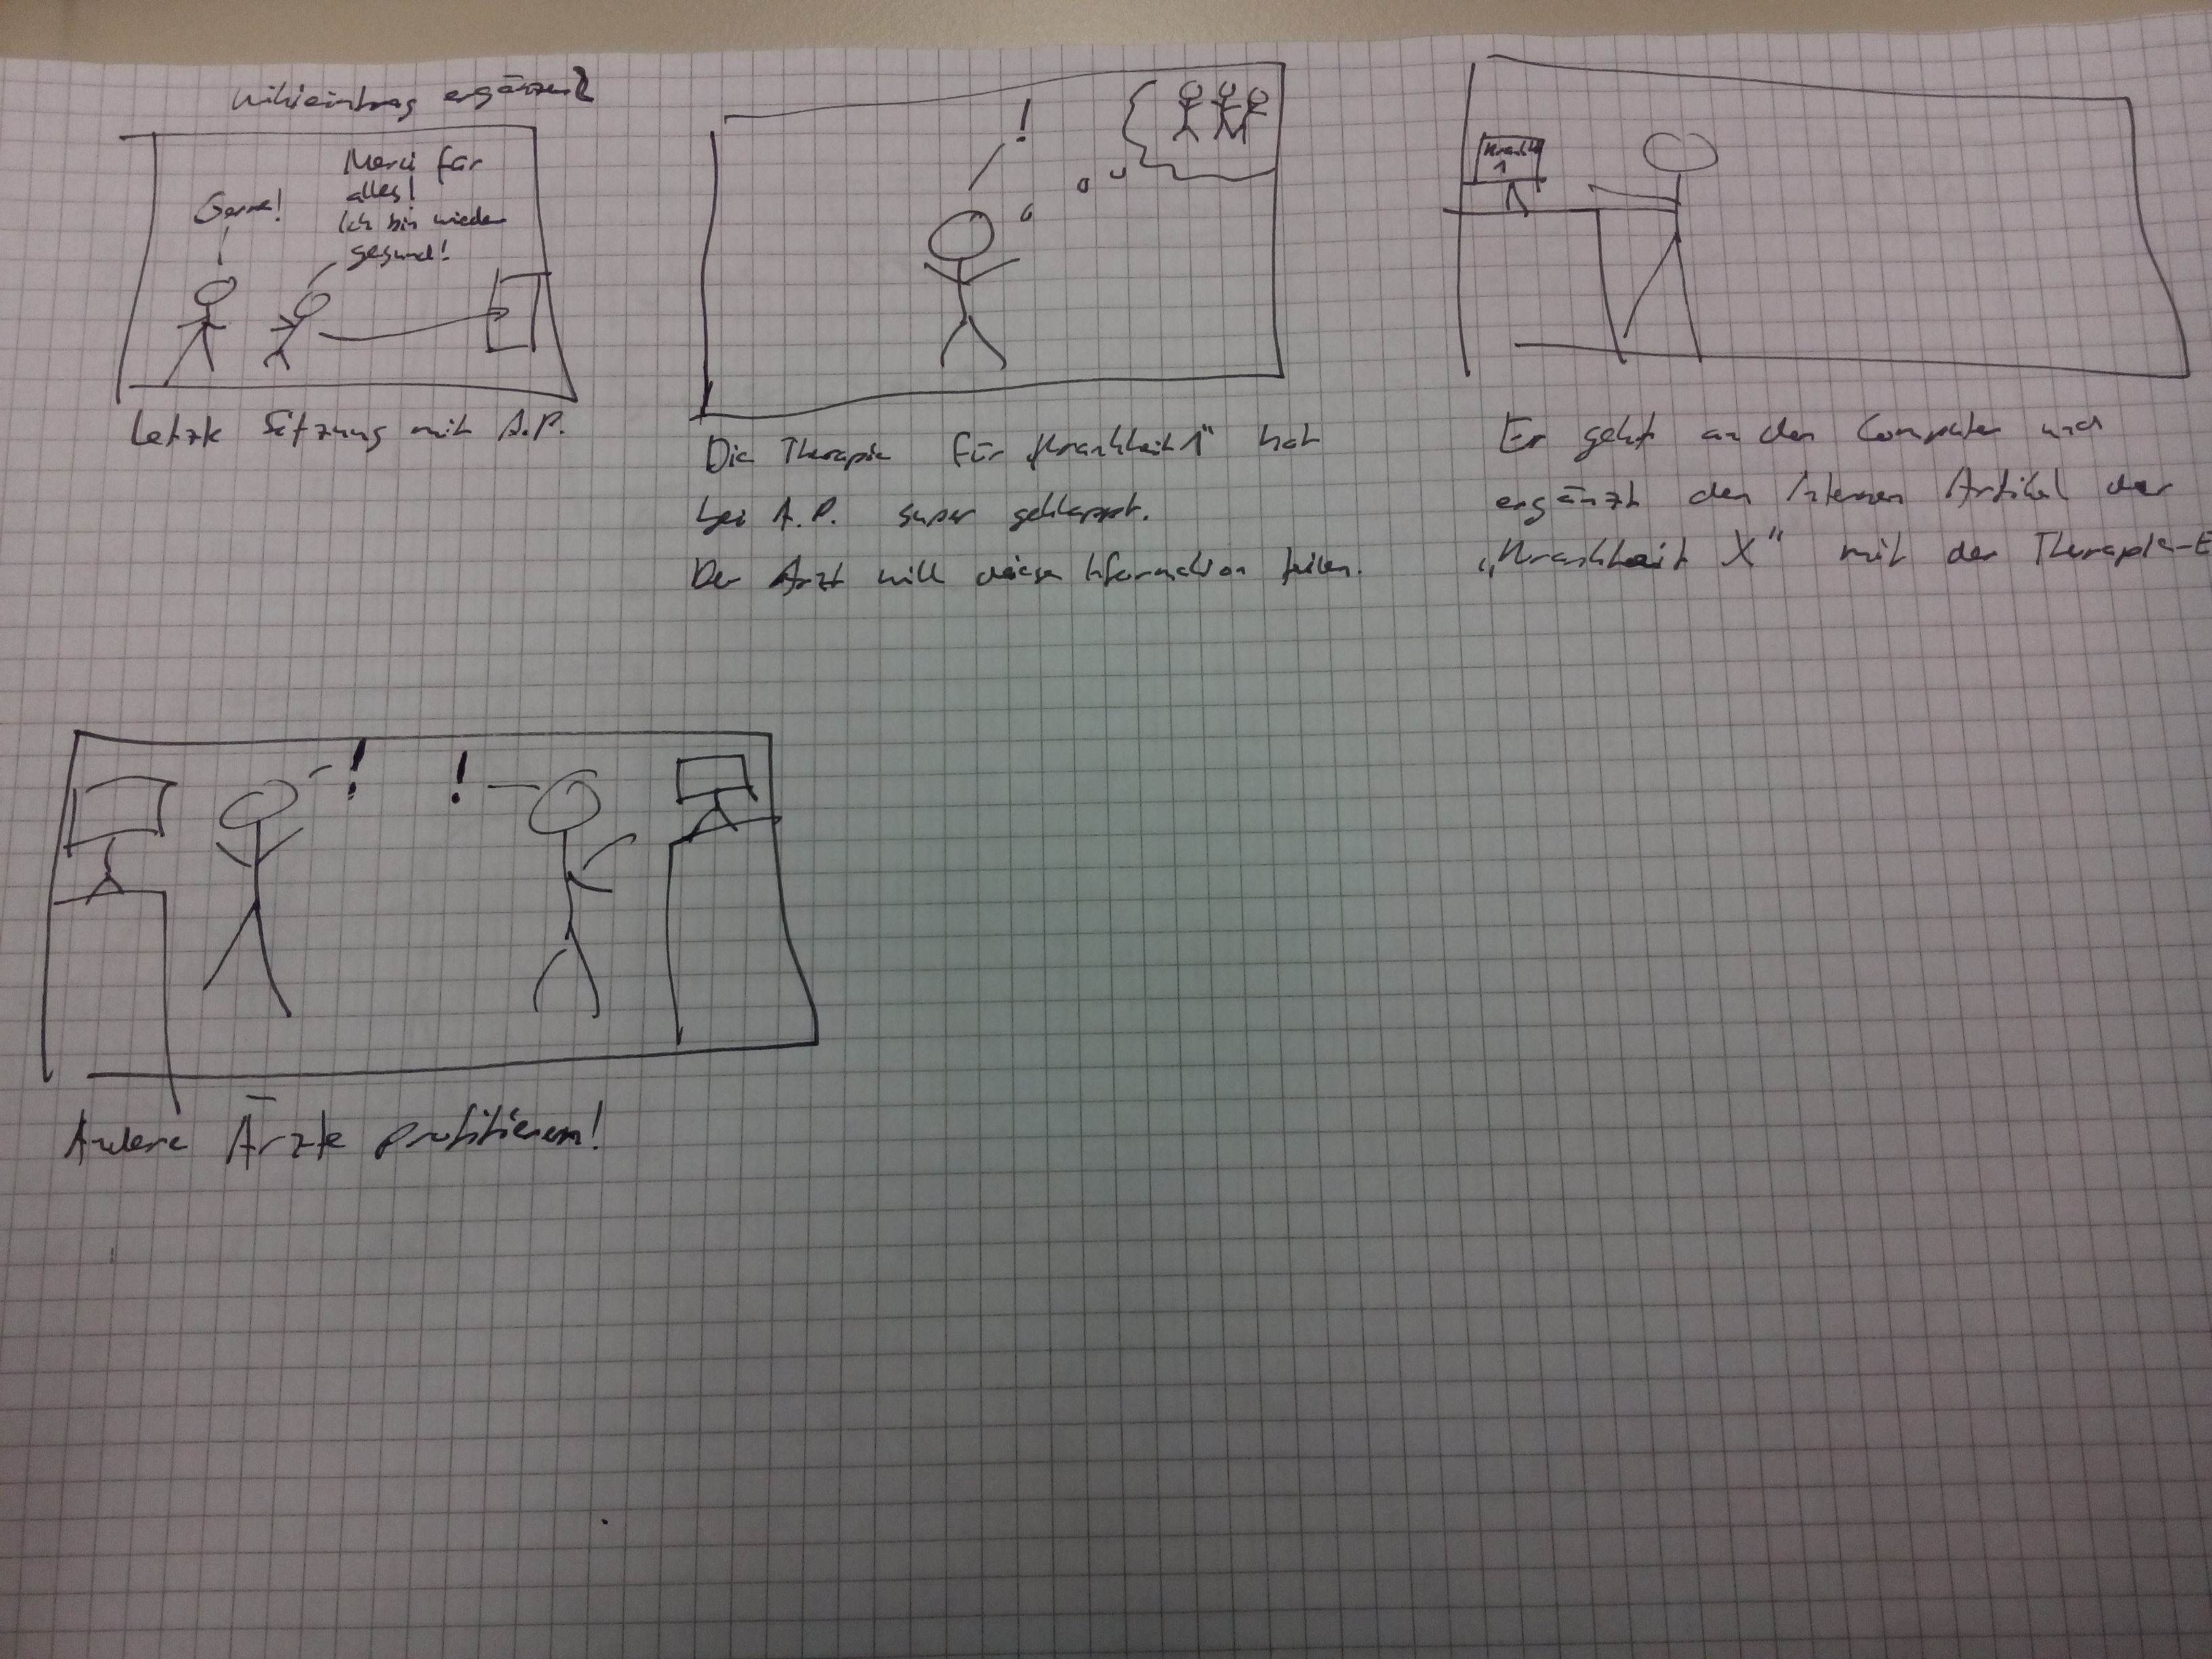 Wikieintrag ergänzen
Gerne!
Merci für
alles!
Ich bin wieder
gesund!
Letzte Sitzung mit A.P.
!
Die Therapie für „Krankheit 1" hat
bei A.P. super geklappt.
Der Arzt will diese Information teilen.
Krankheit
1
Er geht an den Computer und
ergänzt den internen Artikel der
„Krankheit X" mit der Therapie-E
! !
Andere Ärzte profitieren!